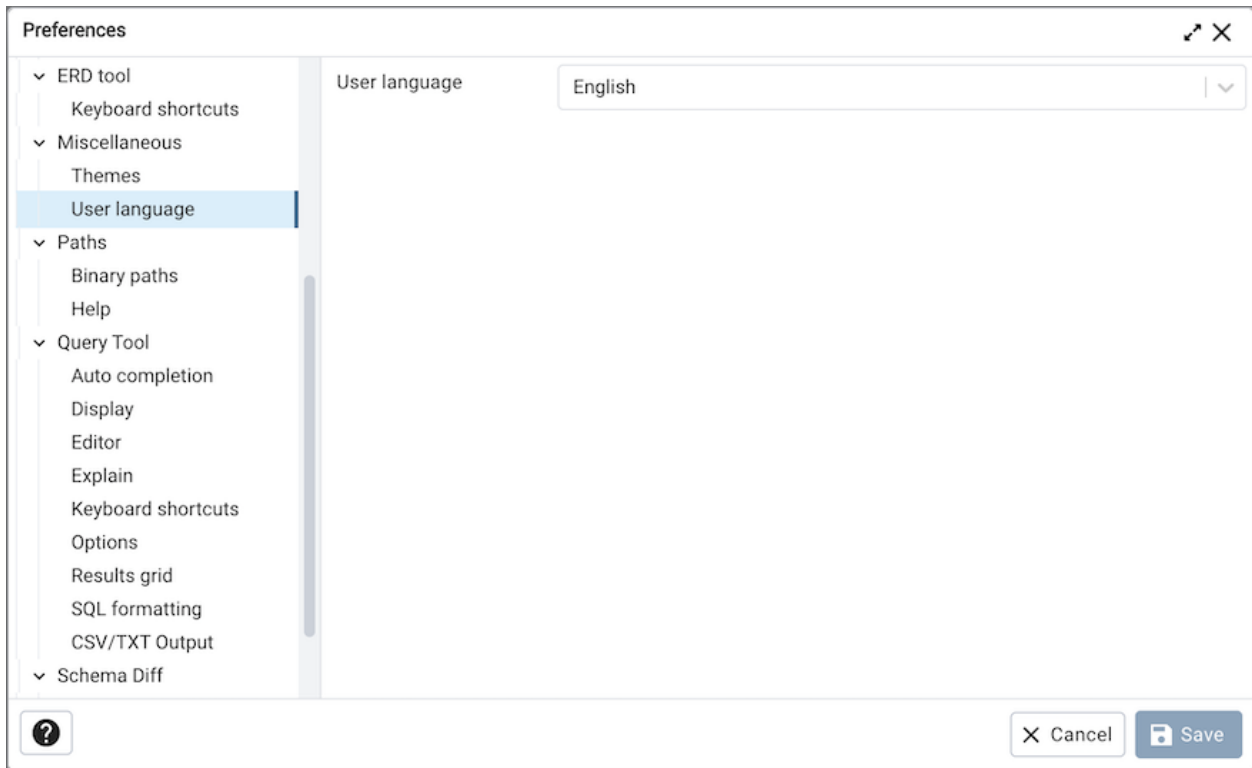 Preferences
ERD tool
Keyboard shortcuts
Miscellaneous
Themes
User language
Paths
Binary paths
Help
Query Tool
Auto completion
Display
Editor
Explain
Keyboard shortcuts
Options
Results grid
SQL formatting
CSV/TXT Output
Schema Diff
User language English
? Cancel Save